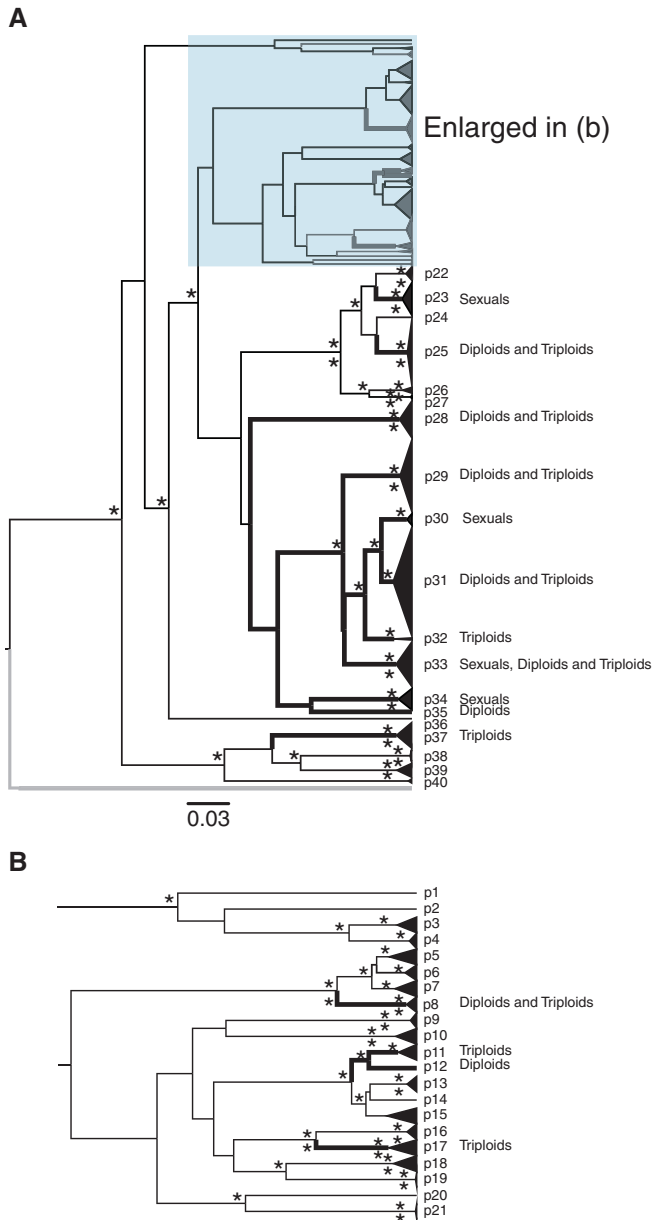 A
Enlarged in (b)
p22
p23 Sexuals
p24
p25 Diploids and Triploids
p26
p27
p28 Diploids and Triploids
p29 Diploids and Triploids
p30 Sexuals
p31 Diploids and Triploids
p32 Triploids
p33 Sexuals, Diploids and Triploids
p34 Sexuals
p35 Diploids
p36
p37 Triploids
p38
p39
p40
0.03
B
p1
p2
p3
p4
p5
p6
p7
p8 Diploids and Triploids
p9
p10
p11 Triploids
p12 Diploids
p13
p14
p15
p16
p17 Triploids
p18
p19
p20
p21